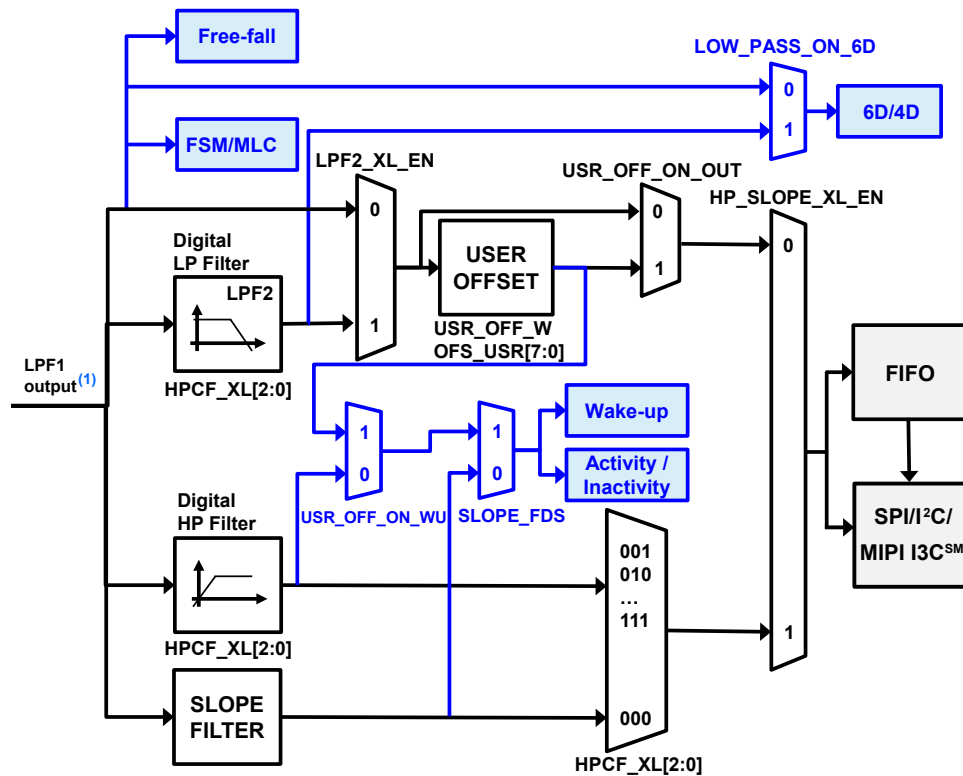 Free-fall
LOW_PASS_ON_6D
0
1
6D/4D
FSM/MLC
LPF2_XL_EN
USR_OFF_ON_OUT
HP_SLOPE_XL_EN
0
1
0
1
0
1
Digital
LP Filter
LPF2
HPCF_XL[2:0]
USER
OFFSET
USR_OFF_W
OFS_USR[7:0]
LPF1
output(1)
FIFO
SPI/I²C/
MIPI I3C℠
Wake-up
Activity /
Inactivity
1
0
USR_OFF_ON_WU
1
0
SLOPE_FDS
Digital
HP Filter
HPCF_XL[2:0]
001
010
…
111
000
HPCF_XL[2:0]
SLOPE
FILTER